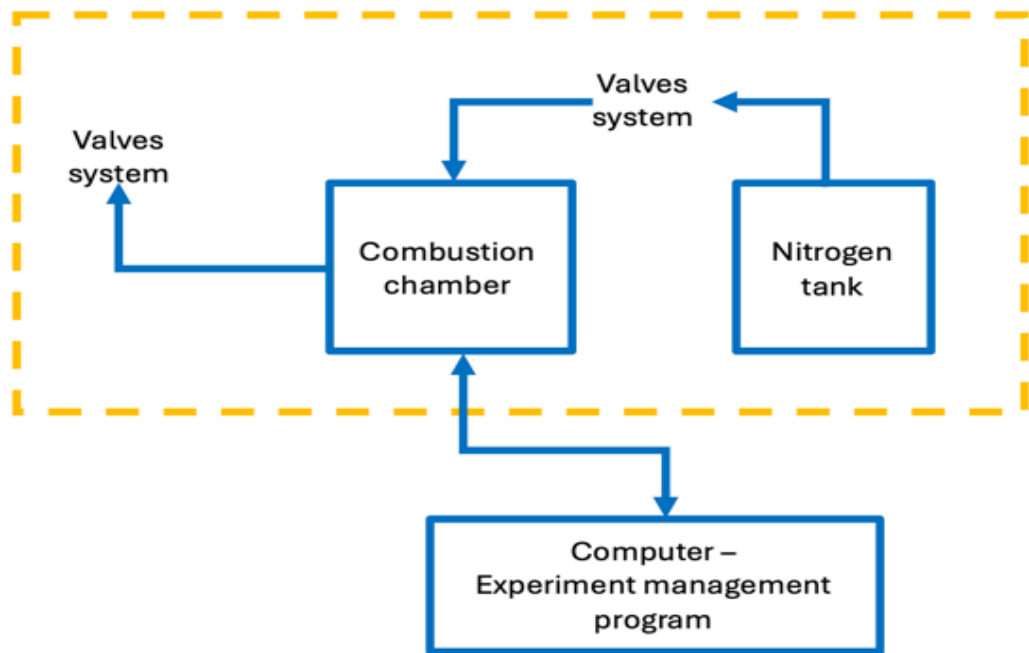 Valves
system
Valves
system
Combustion
chamber
Nitrogen
tank
Computer –
Experiment management
program